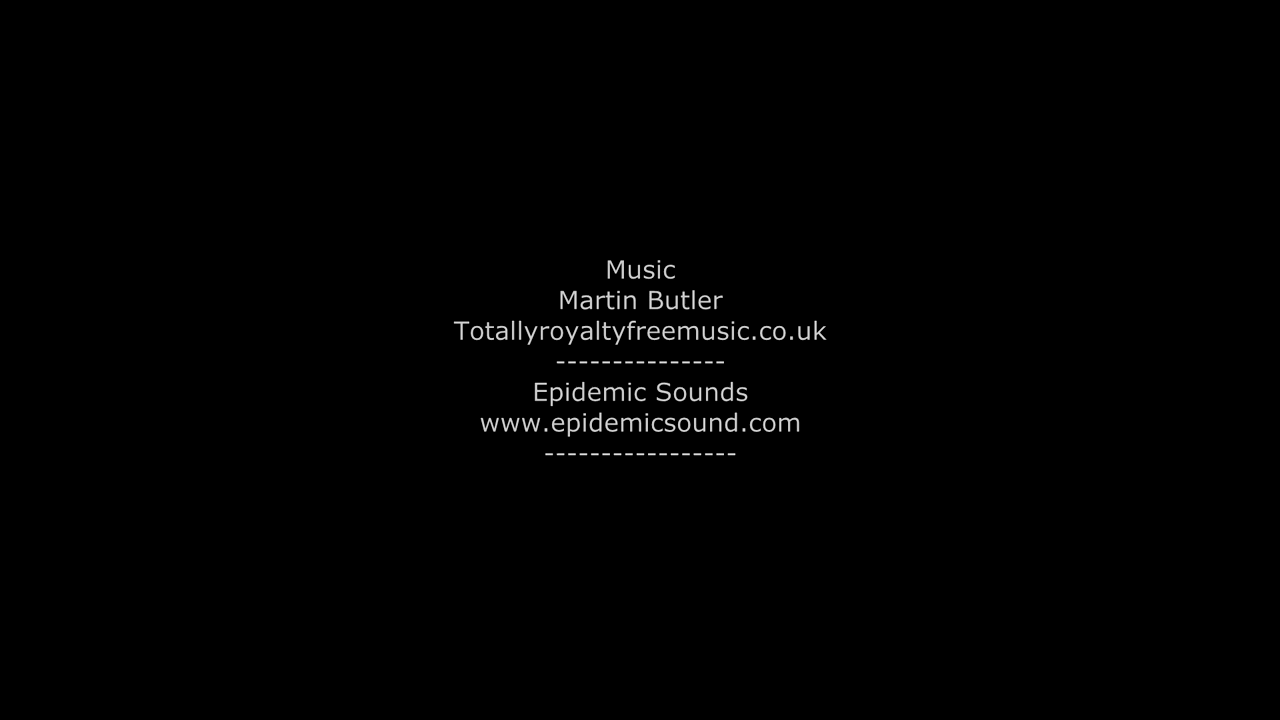 Music
Martin Butler
Totallyroyaltyfreemusic.co.uk
---------------
Epidemic Sounds
www.epidemicsound.com
-----------------